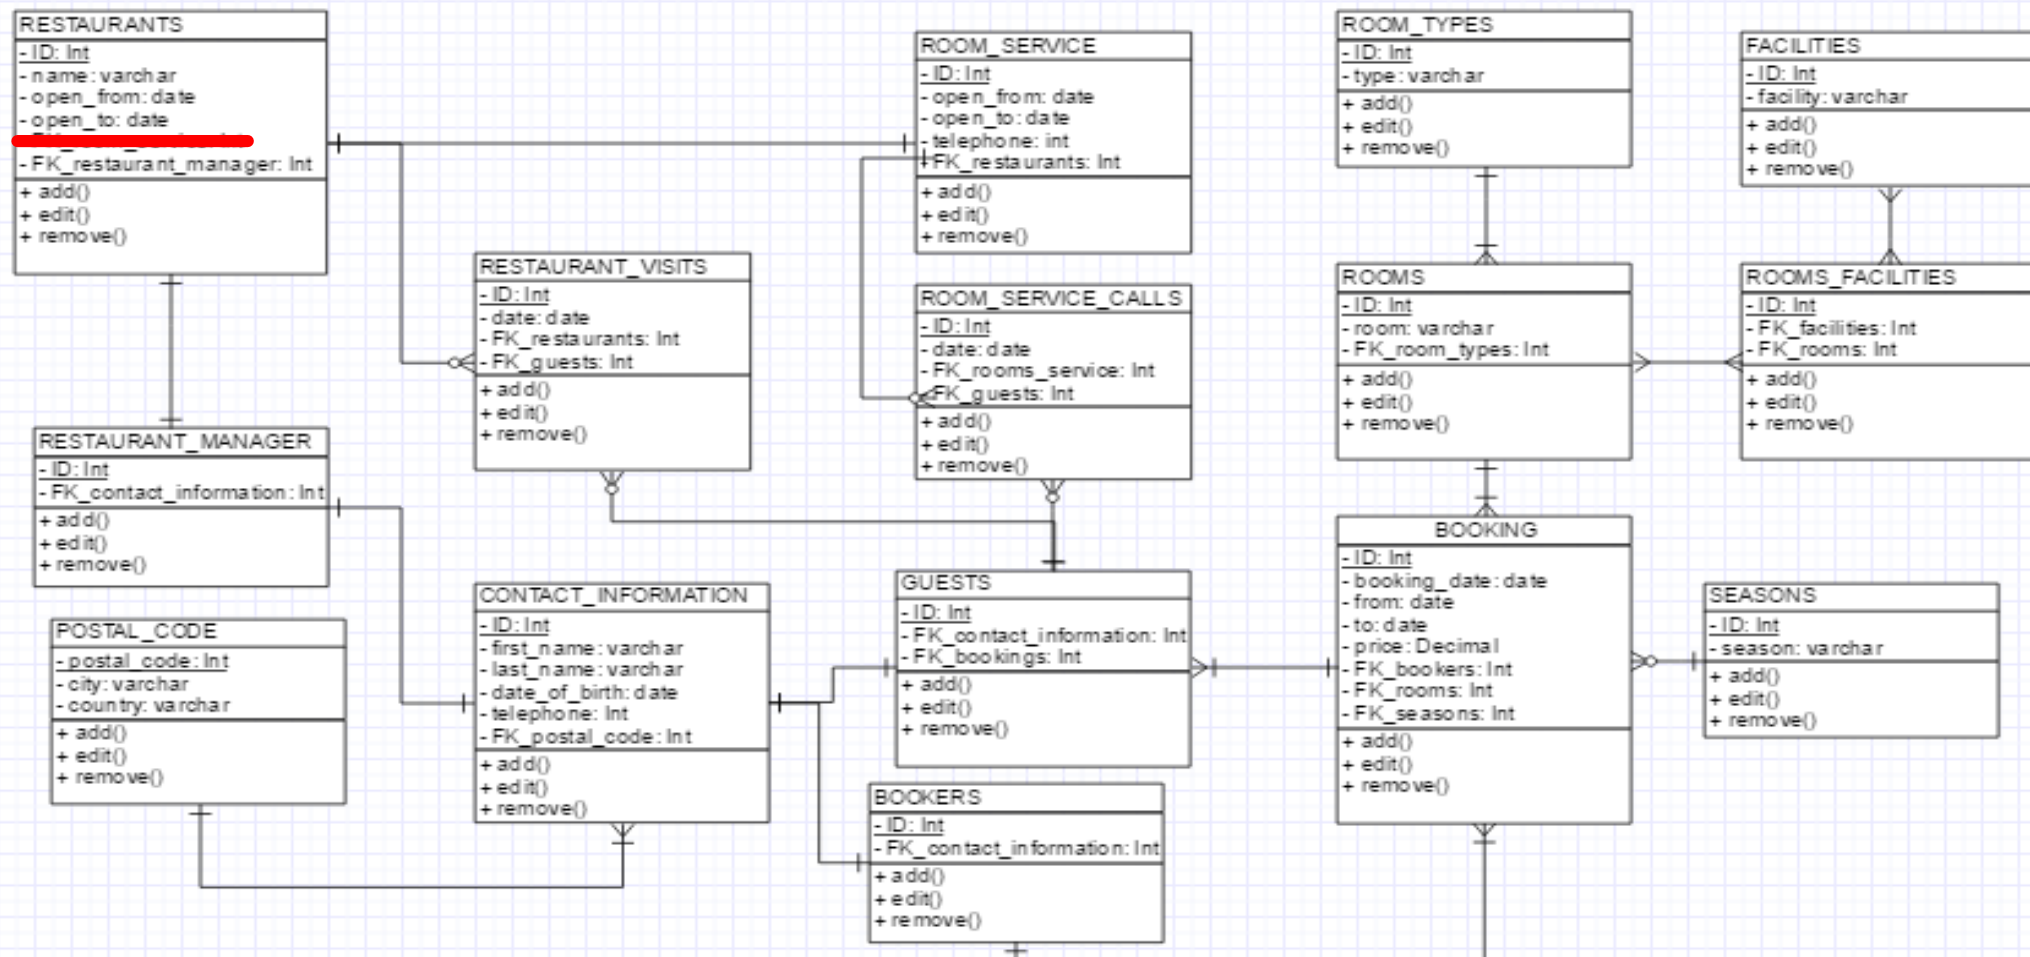 RESTAURANTS
- ID: Int
- name: varchar
- open_from: date
- open_to: date
- FK_restaurant_manager: Int
+ add()
+ edit()
+ remove()
ROOM_SERVICE
- ID: Int
- open_from: date
- open_to: date
- telephone: int
FK_restaurants: Int
+ add()
+ edit()
+ remove()
ROOM_TYPES
- ID: Int
- type: varchar
+ add()
+ edit()
+ remove()
FACILITIES
- ID: Int
- facility: varchar
+ add()
+ edit()
+ remove()
RESTAURANT_VISITS
- ID: Int
- date: date
- FK_restaurants: Int
- FK_guests: Int
+ add()
+ edit()
+ remove()
ROOM_SERVICE_CALLS
- ID: Int
- date: date
- FK_rooms_service: Int
FK_guests: Int
+ add()
+ edit()
+ remove()
ROOMS
- ID: Int
- room: varchar
- FK_room_types: Int
+ add()
+ edit()
+ remove()
ROOMS_FACILITIES
- ID: Int
- FK_facilities: Int
- FK_rooms: Int
+ add()
+ edit()
+ remove()
RESTAURANT_MANAGER
- ID: Int
- FK_contact_information: Int
+ add()
+ edit()
+ remove()
POSTAL_CODE
- postal_code: Int
- city: varchar
- country: varchar
+ add()
+ edit()
+ remove()
CONTACT_INFORMATION
- ID: Int
- first_name: varchar
- last_name: varchar
- date_of_birth: date
- telephone: Int
- FK_postal_code: Int
+ add()
+ edit()
+ remove()
GUESTS
- ID: Int
- FK_contact_information: Int
- FK_bookings: Int
+ add()
+ edit()
+ remove()
BOOKERS
- ID: Int
- FK_contact_information: Int
+ add()
+ edit()
+ remove()
BOOKING
- ID: Int
- booking_date: date
- from: date
- to: date
- price: Decimal
- FK_bookers: Int
- FK_rooms: Int
- FK_seasons: Int
+ add()
+ edit()
+ remove()
SEASONS
- ID: Int
- season: varchar
+ add()
+ edit()
+ remove()